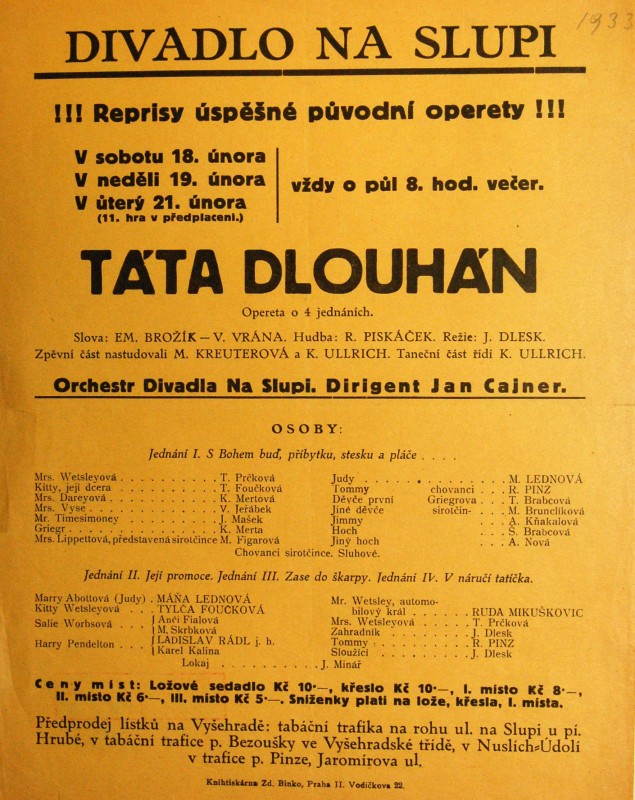 1933
DIVADLO NA SLUPI
!!! Reprisy úspěšné původní operety !!!
V sobotu 18. února
V neděli 19. února
V úterý 21. února
(11. hra v předplacení.)
vždy o půl 8. hod. večer.
TÁTA DLOUHÁN
Opereta o 4 jednáních.
Slova: EM. BROŽÍK — V. VRÁNA. Hudba: R. PISKÁČEK. Režie: J. DLESK.
Zpěvní část nastudovali M. KREUTEROVÁ a K. ULLRICH. Taneční část řídí K. ULLRICH.
Orchestr Divadla Na Slupi. Dirigent Jan Cajner.
OSOBY:
Jednání I. S Bohem buď, příbytku, stesku a pláče . . . .
Mrs. Wetsleyová . . . . . . . . . . T. Prčková
Kitty, její dcera . . . . . . . . . . T. Foučková
Mrs. Dareyová . . . . . . . . . . K. Mertová
Mrs. Vyse . . . . . . . . . . V. Jeřábek
Mr. Timesimoney . . . . . . . . . . J. Mašek
Griegr . . . . . . . . . . K. Merta
Mrs. Lippettová, představená sirotčince M. Figarová
Judy . . . . . . . . . . M. LEDNOVÁ
Tommy chovanci . . . R. PINZ
Děvče první Griegrova . . . T. Brabcová
Jiné děvče sirotčin- . . . M. Brunclíková
Jimmy . . . A. Kňakalová
Hoch . . . S. Brabcová
Jiný hoch . . . A. Nová
Chovanci sirotčince. Sluhové.
Jednání II. Její promoce. Jednání III. Zase do škarpy. Jednání IV. V náručí tatíčka.
Marry Abottová (Judy) . MÁŇA LEDNOVÁ
Kitty Wetsleyová . . . TYLČA FOUČKOVÁ
Salie Worbsová . . { Anči Fialová
{ M. Skrbková
Harry Pendelton . . { LADISLAV RÁDL j. h.
{ Karel Kalina
Mr. Wetsley, automo-
bilový král . . . . . . . RUDA MIKUŠKOVIC
Mrs. Wetsleyová . . . . . T. Prčková
Zahradník . . . . . . . J. Dlesk
Tommy . . . . . . . . R. PINZ
Sloužící . . . . . . . . J. Dlesk
Lokaj . . . . . . . . . J. Minář
Ceny míst: Ložové sedadlo Kč 10·—, křeslo Kč 10·—, I. místo Kč 8·—,
II. místo Kč 6·—, III. místo Kč 5·—, Sníženky platí na lože, křesla, I. místa.
Předprodej lístků na Vyšehradě: tabáční trafika na rohu ul. na Slupi u pí.
Hrubé, v tabáční trafice p. Bezoušky ve Vyšehradské třídě, v Nuslích-Údolí
v trafice p. Pinze, Jaromírova ul.
Knihtiskárna Zd. Binko, Praha II. Vodičkova 22.